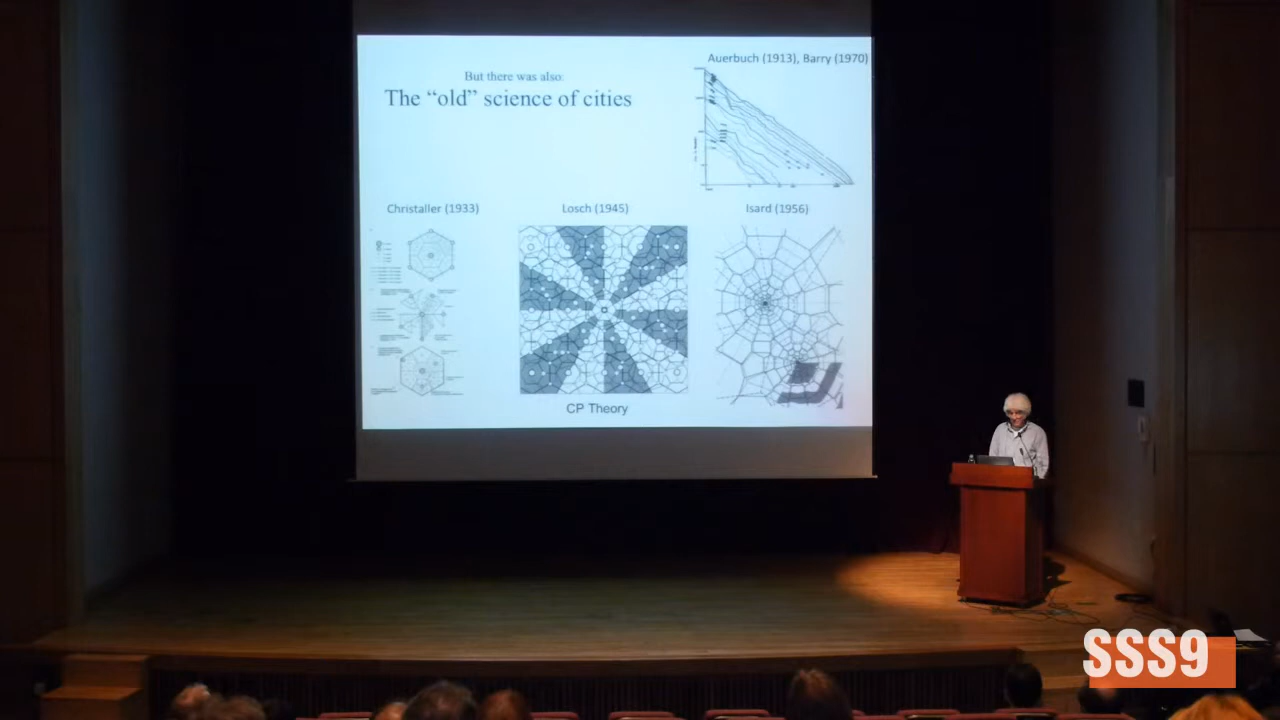 Auerbuch (1913), Barry (1970)
But there was also:
The “old” science of cities
Christaller (1933)
Losch (1945)
Isard (1956)
CP Theory
SSS9